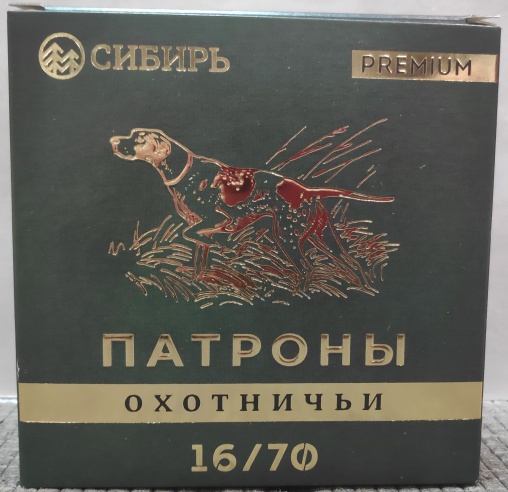 СИБИРЬ
PREMIUM
ПАТРОНЫ
ОХОТНИЧЬИ
16/70